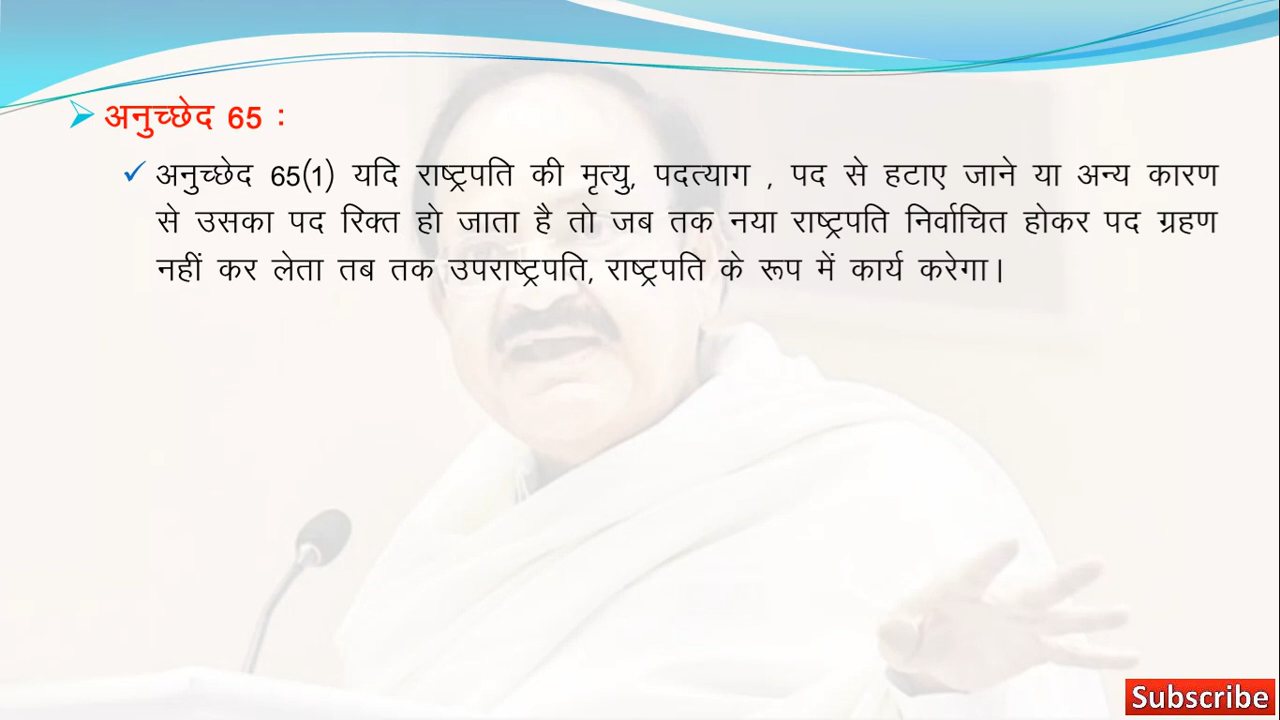 अनुच्छेद 65 :
अनुच्छेद 65(1) यदि राष्ट्रपति की मृत्यु, पदत्याग , पद से हटाए जाने या अन्य कारण
से उसका पद रिक्त हो जाता है तो जब तक नया राष्ट्रपति निर्वाचित होकर पद ग्रहण
नहीं कर लेता तब तक उपराष्ट्रपति, राष्ट्रपति के रूप में कार्य करेगा।
Subscribe